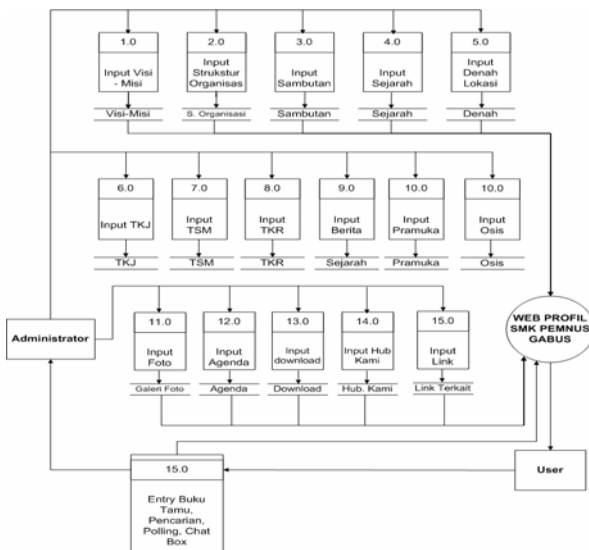 1.0
Input Visi
- Misi
Visi-Misi
2.0
Input
Strukstur
Organisas
S. Organisasi
3.0
Input
Sambutan
Sambutan
4.0
Input
Sejarah
Sejarah
5.0
Input
Denah
Lokasi
Denah
6.0
Input TKJ
TKJ
7.0
Input
TSM
TSM
8.0
Input
TKR
TKR
9.0
Input
Berita
Sejarah
10.0
Input
Pramuka
Pramuka
10.0
Input
Osis
Osis
Administrator
11.0
Input
Foto
Galeri Foto
12.0
Input
Agenda
Agenda
13.0
Input
download
Download
14.0
Input Hub
Kami
Hub. Kami
15.0
Input
Link
Link Terkait
WEB PROFIL
SMK PEMNUS
GABUS
15.0
Entry Buku
Tamu,
Pencarian,
Polling, Chat
Box
User